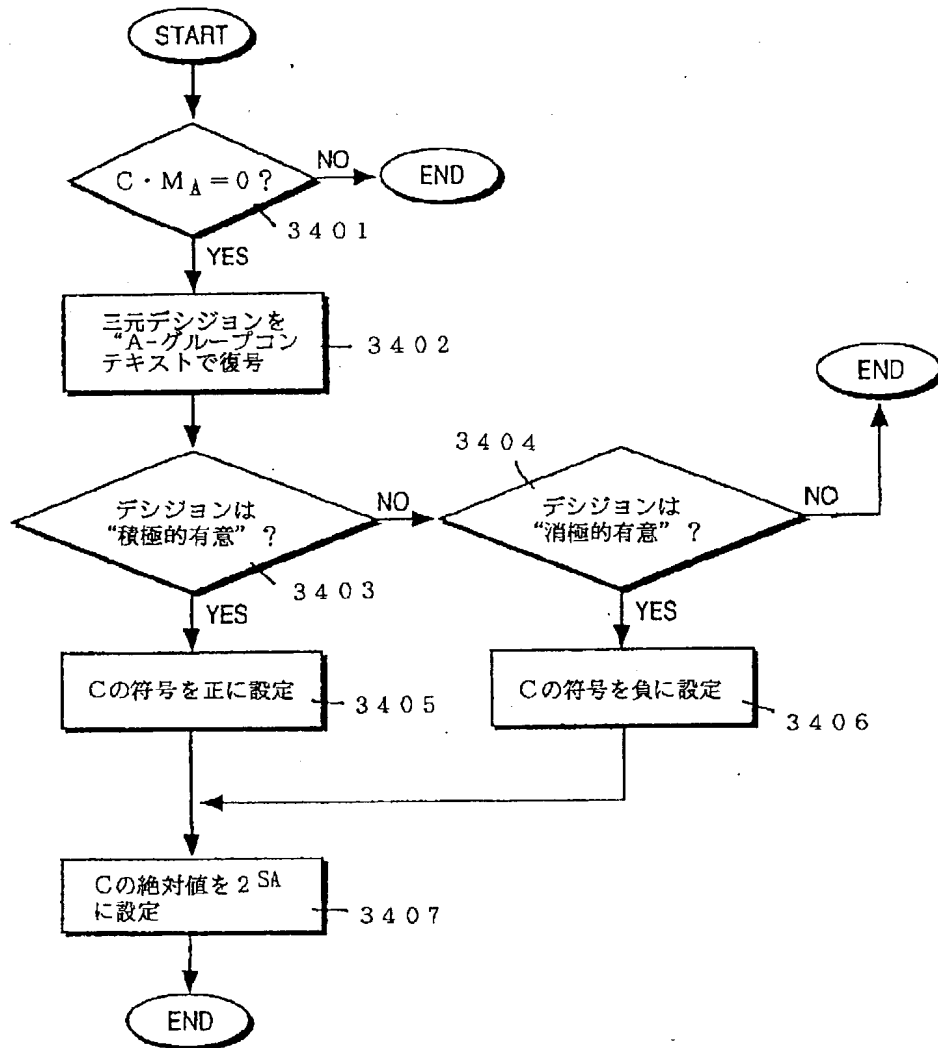 START
C・M A=0？
NO
END
3401
YES
三元デシジョンを
“A-グループコン
テキストで復号
3402
END
3404
デシジョンは
“積極的有意”？
NO
デシジョンは
“消極的有意”？
NO
3403
YES
YES
Cの符号を正に設定
3405
Cの符号を負に設定
3406
Cの絶対値を2 SA
に設定
3407
END